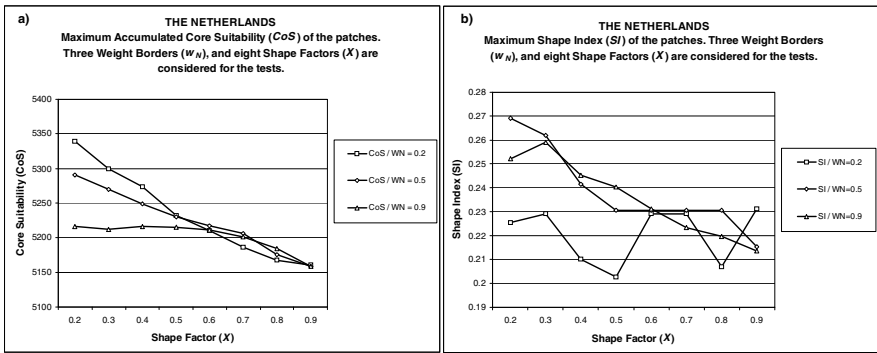 a)
THE NETHERLANDS
Maximum Accumulated Core Suitability (CoS) of the patches.
Three Weight Borders (w N), and eight Shape Factors (X) are
considered for the tests.
5400
5350
5300
5250
5200
5150
5100
Core Suitability (CoS)
0.2 0.3 0.4 0.5 0.6 0.7 0.8 0.9
Shape Factor (X)
CoS / WN = 0.2
CoS / WN = 0.5
CoS / WN = 0.9
b)
THE NETHERLANDS
Maximum Shape Index (SI) of the patches. Three Weight Borders
(w N), and eight Shape Factors (X) are considered for the tests.
0.28
0.27
0.26
0.25
0.24
0.23
0.22
0.21
0.2
0.19
Shape Index (SI)
0.2 0.3 0.4 0.5 0.6 0.7 0.8 0.9
Shape Factor (X)
SI / WN=0.2
SI / WN=0.5
SI / WN=0.9